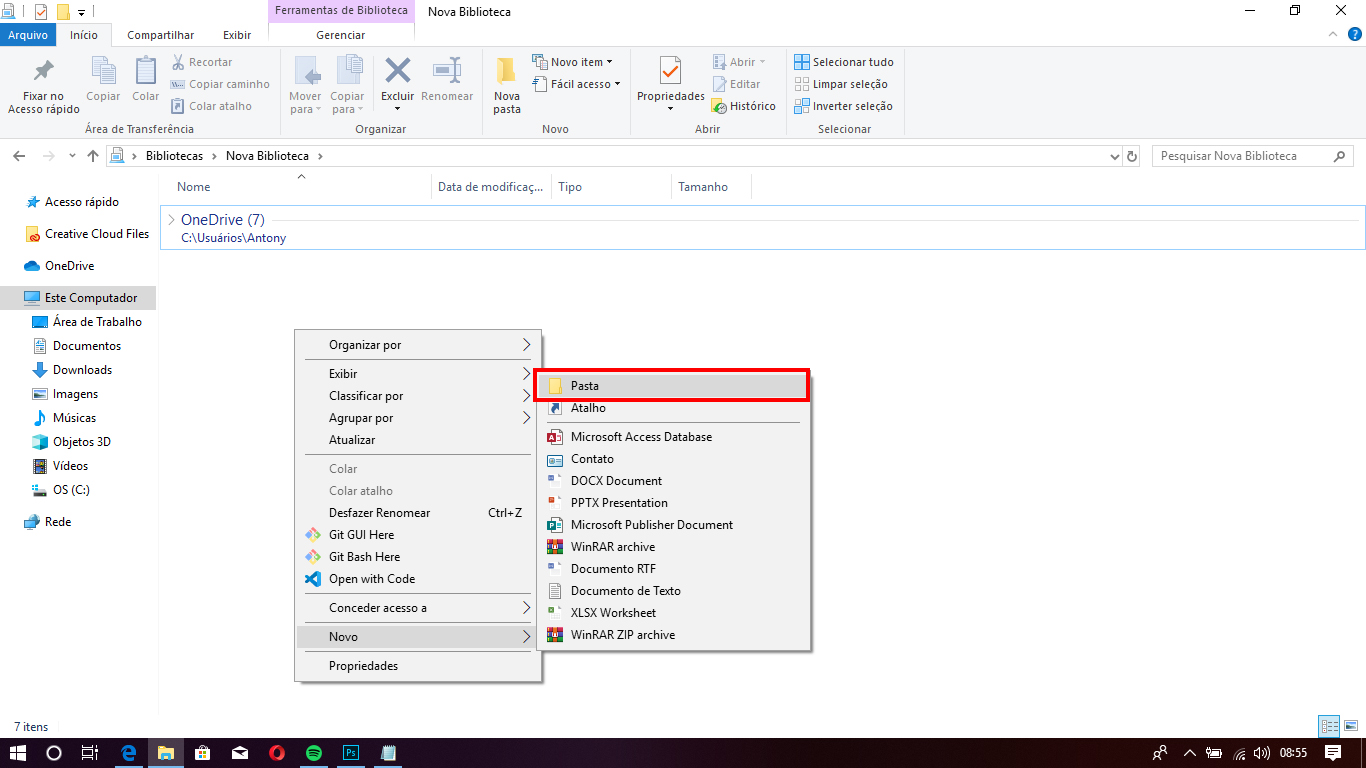 Ferramentas de Biblioteca
Nova Biblioteca
Arquivo
Início
Compartilhar
Exibir
Gerenciar
?
Fixar no
Acesso rápido
Copiar
Colar
Recortar
Copiar caminho
Colar atalho
Área de Transferência
Mover
para
Copiar
para
Excluir
Renomear
Organizar
Nova
pasta
Novo item
Fácil acesso
Novo
Propriedades
Abrir
Editar
Histórico
Abrir
Selecionar tudo
Limpar seleção
Inverter seleção
Selecionar
Bibliotecas
Nova Biblioteca
Pesquisar Nova Biblioteca
Nome
Data de modificaç...
Tipo
Tamanho
OneDrive (7)
C:\Usuários\Antony
Acesso rápido
Creative Cloud Files
OneDrive
Este Computador
Área de Trabalho
Documentos
Downloads
Imagens
Músicas
Objetos 3D
Vídeos
OS (C:)
Rede
Organizar por
Exibir
Classificar por
Agrupar por
Atualizar
Colar
Colar atalho
Desfazer Renomear Ctrl+Z
Git GUI Here
Git Bash Here
Open with Code
Conceder acesso a
Novo
Propriedades
Pasta
Atalho
Microsoft Access Database
Contato
DOCX Document
PPTX Presentation
Microsoft Publisher Document
WinRAR archive
Documento RTF
Documento de Texto
XLSX Worksheet
WinRAR ZIP archive
7 itens
Ps
08:55